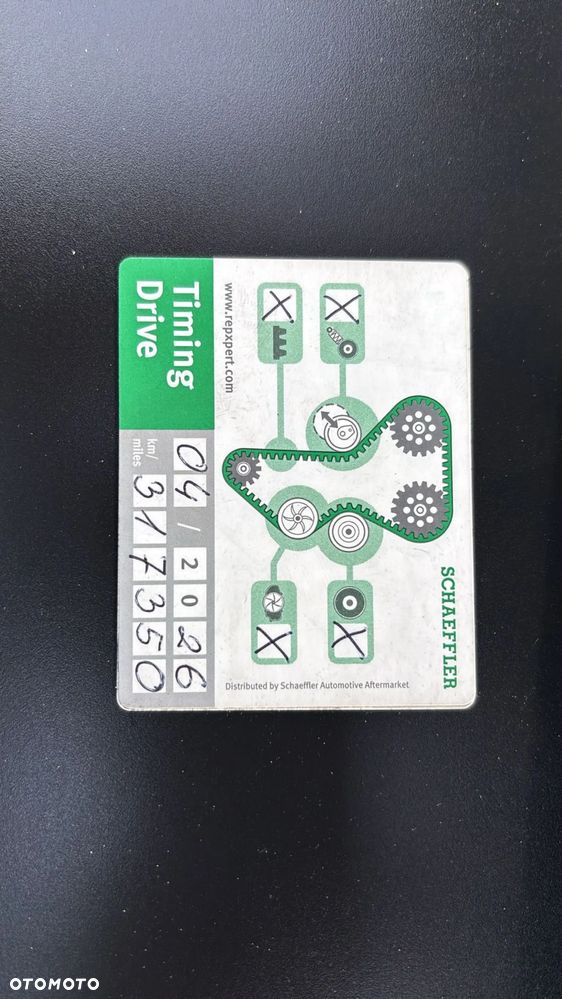 SCHAEFFLER
X
X
X
X
www.repxpert.com
Distributed by Schaeffler Automotive Aftermarket
Timing
Drive
04 / 2026
km/
miles
317350
OTOMOTO